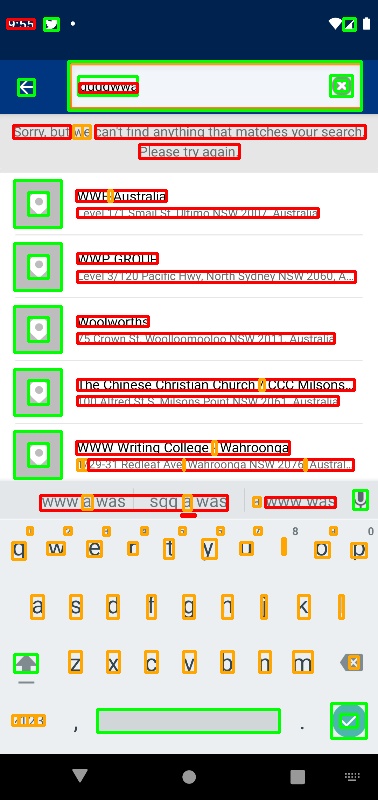 9:55
Sorry, but we can't find anything that matches your search.
Please try again.
WWF Australia
Level 1/1 Smail St, Ultimo NSW 2007, Australia
WWP GROUP
Level 3/120 Pacific Hwy, North Sydney NSW 2060, A...
Woolworths
75 Crown St, Woolloomooloo NSW 2011, Australia
The Chinese Christian Church / CCC Milsons...
100 Alfred St S, Milsons Point NSW 2061, Australia
WWW Writing College - Wahroonga
29-31 Redleaf Ave, Wahroonga NSW 2076, Austral...
www a was sqq a was a www was
1 2 3 4 5 6 7 8 9 0
q w e r t y u i o p
a s d f g h j k l
z x c v b n m
?123 , .